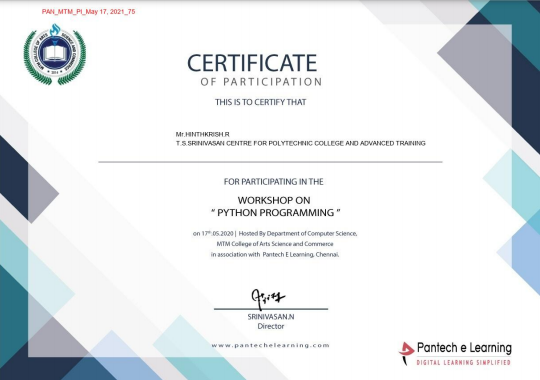 PAN_MTM_PI_May 17, 2021_75
CERTIFICATE
OF PARTICIPATION
THIS IS TO CERTIFY THAT
Mr.HINTHKRISH.R
T.S.SRINIVASAN CENTRE FOR POLYTECHNIC COLLEGE AND ADVANCED TRAINING
FOR PARTICIPATING IN THE
WORKSHOP ON
“ PYTHON PROGRAMMING ”
on 17th.05.2020 | Hosted By Department of Computer Science,
MTM College of Arts Science and Commerce
in association with Pantech E Learning, Chennai.
SRINIVASAN.N
Director
www.pantechelearning.com
Pantech e Learning
DIGITAL LEARNING SIMPLIFIED